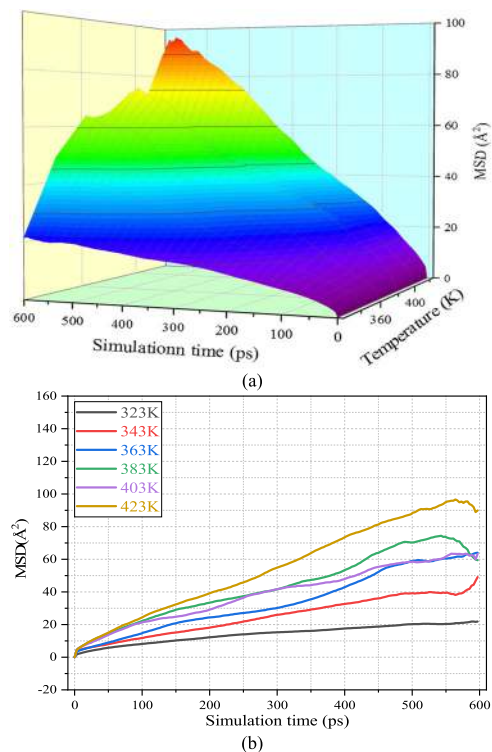 100
80
60
40
20
0
MSD (Å²)
400
360
Temperature (K)
600
500
400
300
200
100
0
Simulationn time (ps)
(a)
160
140
120
100
80
60
40
20
0
-20
MSD(Å²)
323K
343K
363K
383K
403K
423K
0
100
200
300
400
500
600
Simulation time (ps)
(b)